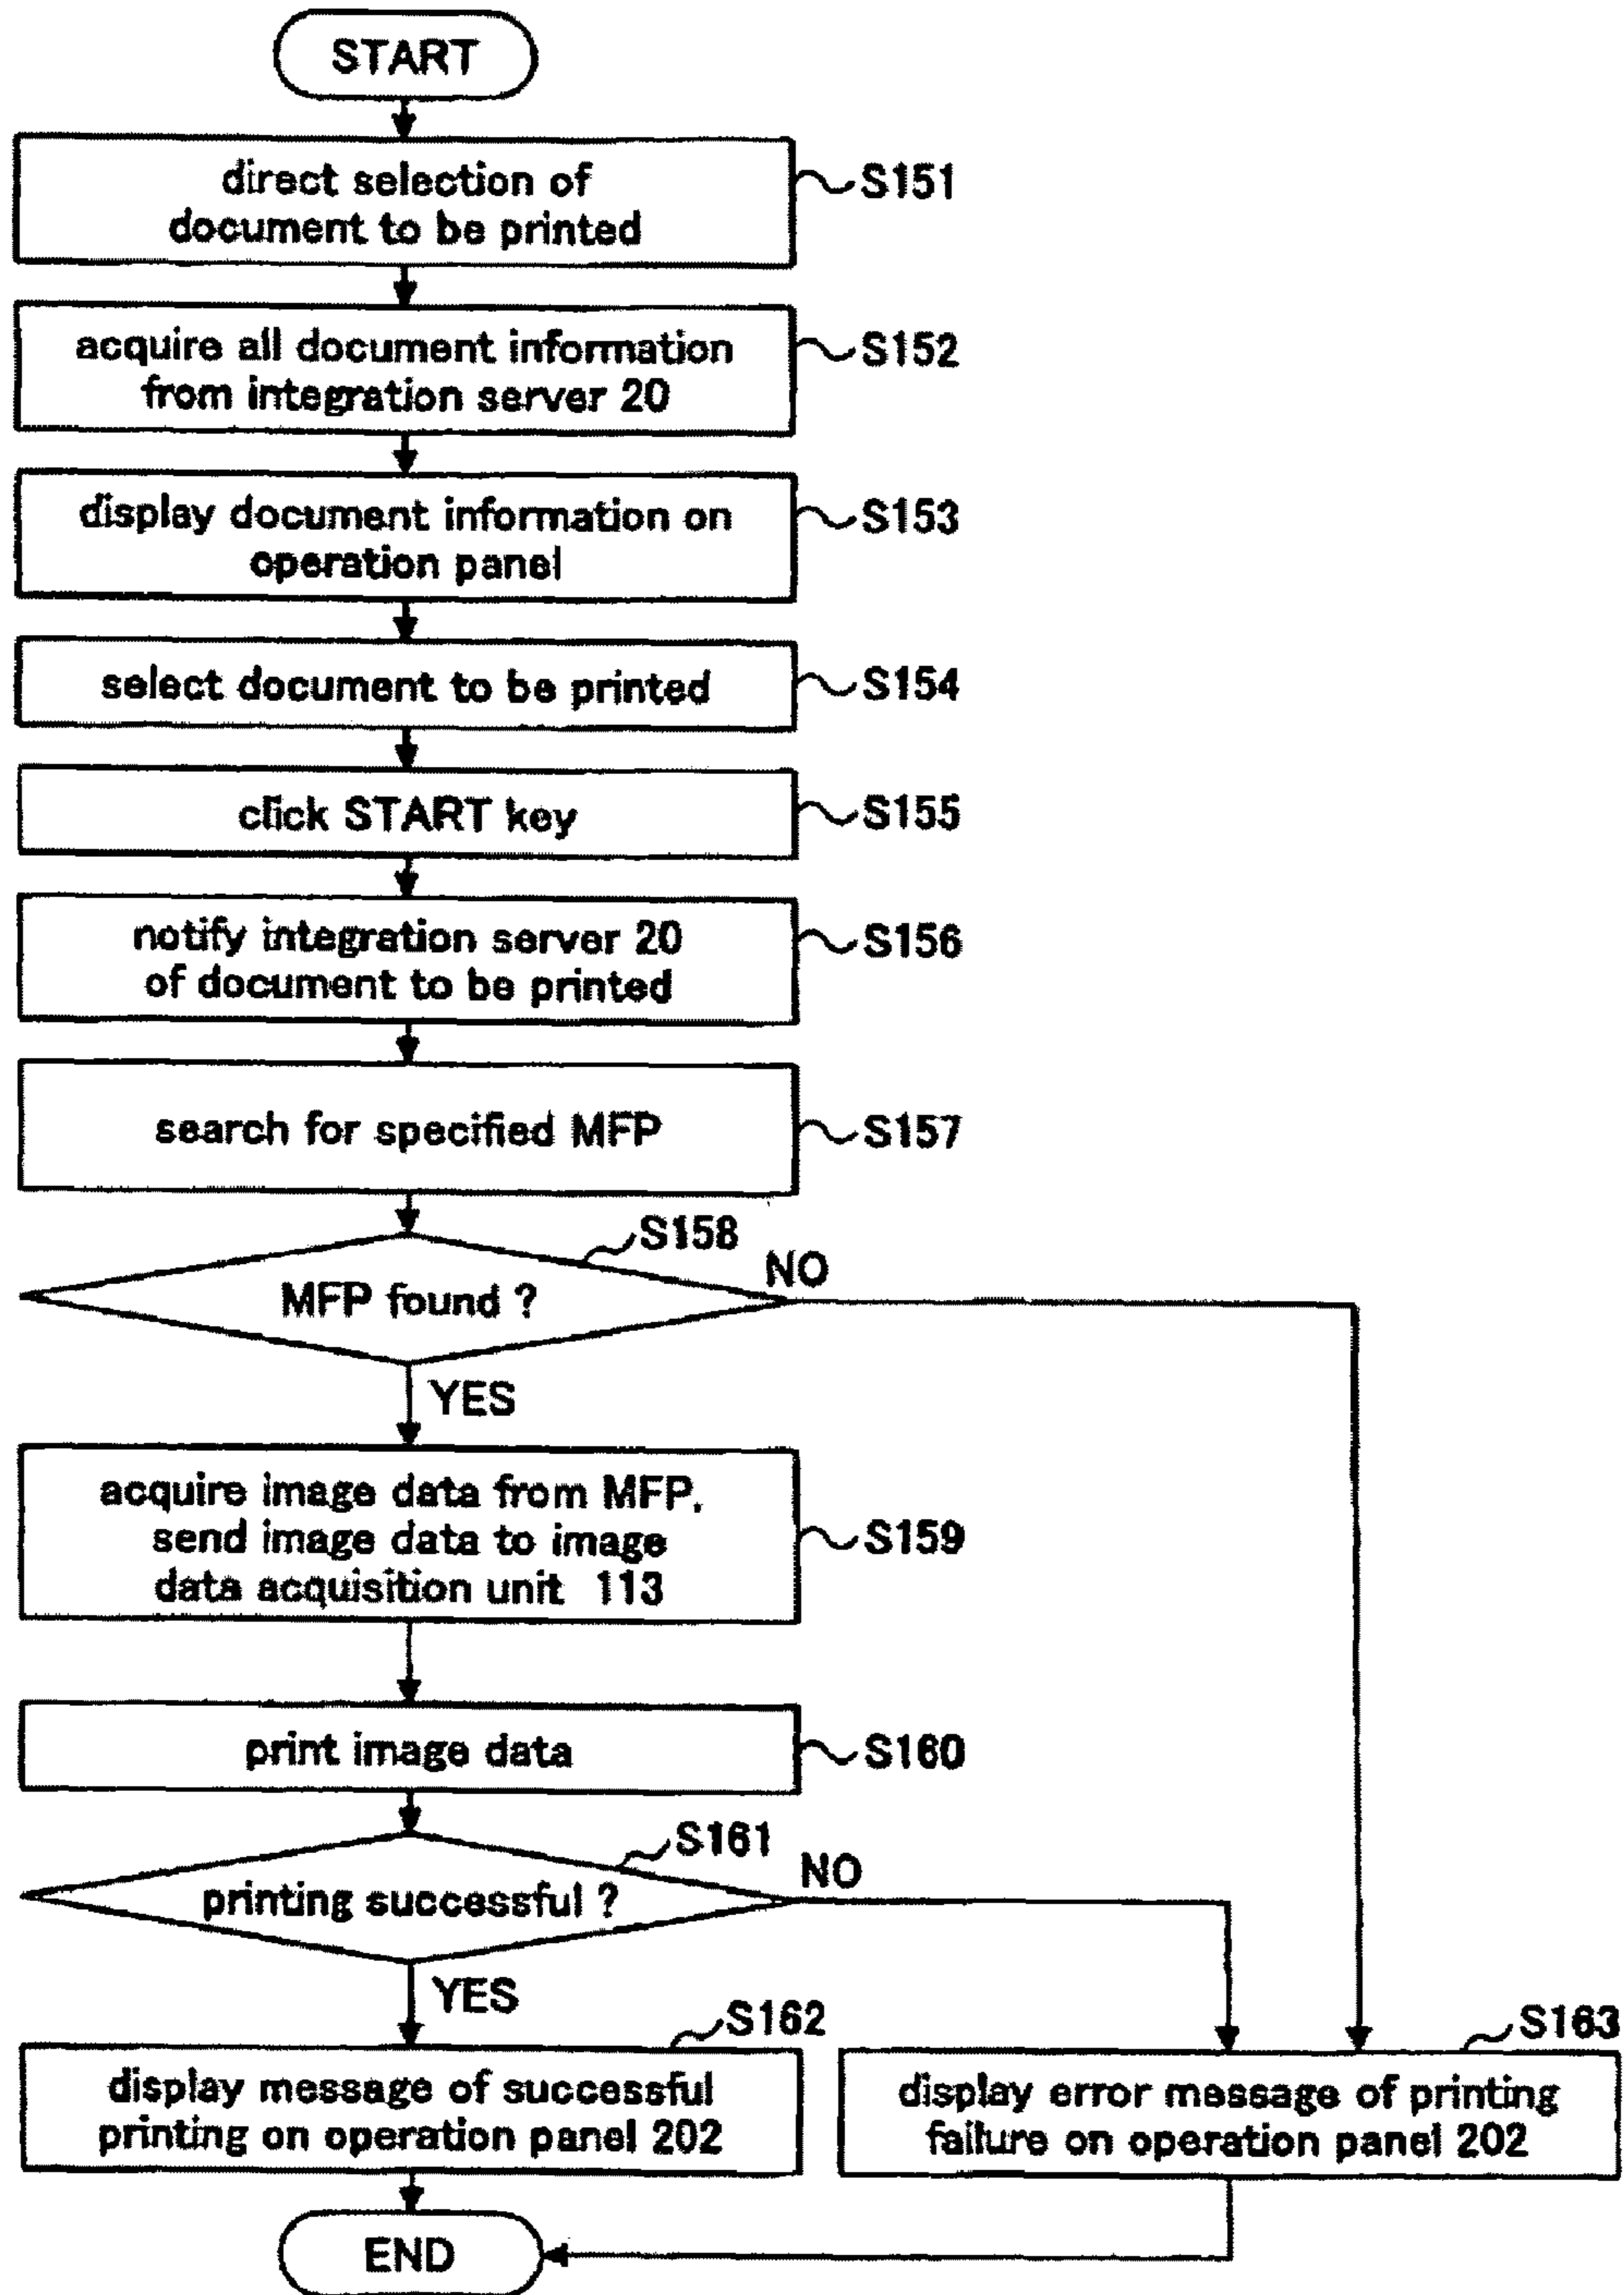 START
direct selection of
document to be printed
S151
acquire all document information
from integration server 20
S152
display document information on
operation panel
S153
select document to be printed
S154
click START key
S155
notify integration server 20
of document to be printed
S156
search for specified MFP
S157
S158
MFP found ?
NO
YES
acquire image data from MFP,
send image data to image
data acquisition unit 113
S159
print image data
S160
S161
printing successful ?
NO
YES
S162
display message of successful
printing on operation panel 202
S163
display error message of printing
failure on operation panel 202
END